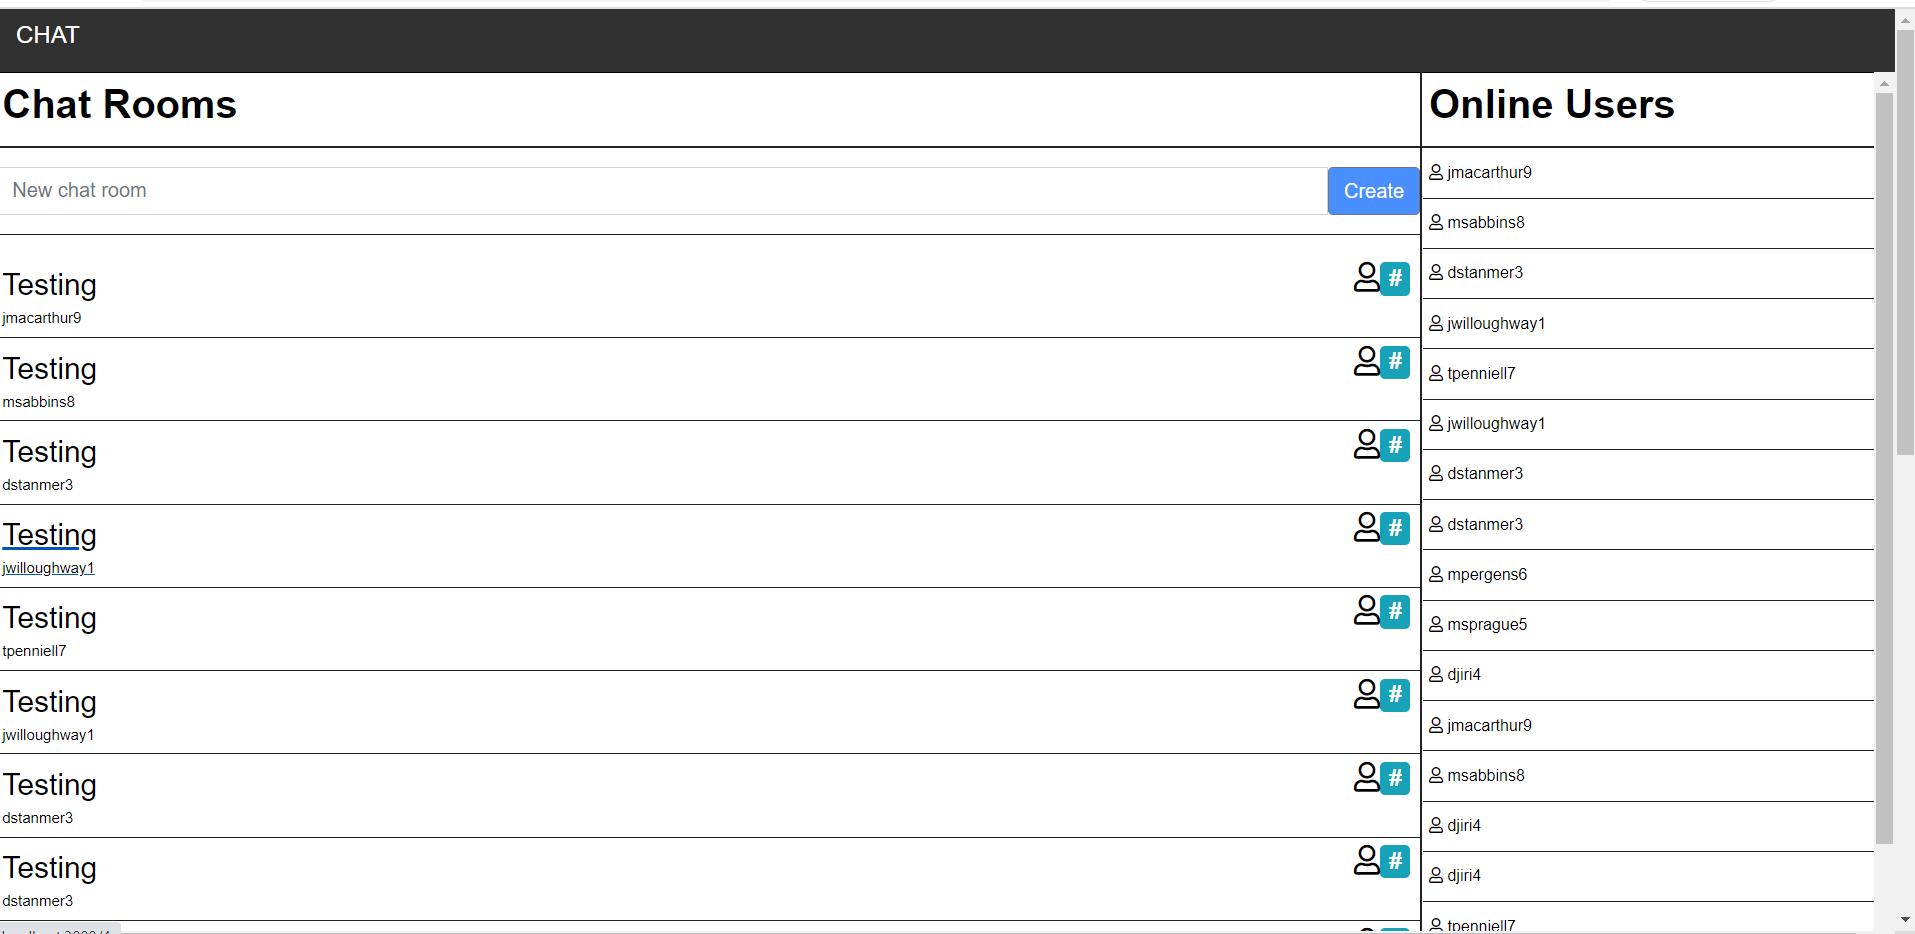 CHAT
Chat Rooms
New chat room
Create
Testing
#
jmacarthur9
Testing
#
msabbins8
Testing
#
dstanmer3
Testing
#
jwilloughway1
Testing
#
tpenniell7
Testing
#
jwilloughway1
Testing
#
dstanmer3
Testing
#
dstanmer3
Online Users
jmacarthur9
msabbins8
dstanmer3
jwilloughway1
tpenniell7
jwilloughway1
dstanmer3
dstanmer3
mpergens6
msprague5
djiri4
jmacarthur9
msabbins8
djiri4
djiri4
tpenniell7